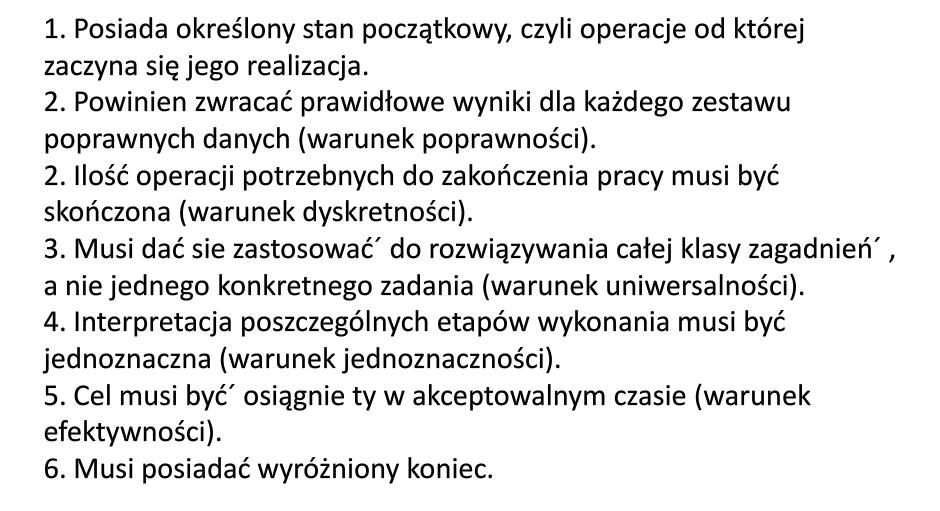 1. Posiada określony stan początkowy, czyli operacje od której
zaczyna się jego realizacja.
2. Powinien zwracać prawidłowe wyniki dla każdego zestawu
poprawnych danych (warunek poprawności).
2. Ilość operacji potrzebnych do zakończenia pracy musi być
skończona (warunek dyskretności).
3. Musi dać sie zastosować´ do rozwiązywania całej klasy zagadnień´ ,
a nie jednego konkretnego zadania (warunek uniwersalności).
4. Interpretacja poszczególnych etapów wykonania musi być
jednoznaczna (warunek jednoznaczności).
5. Cel musi być´ osiągnie ty w akceptowalnym czasie (warunek
efektywności).
6. Musi posiadać wyróżniony koniec.